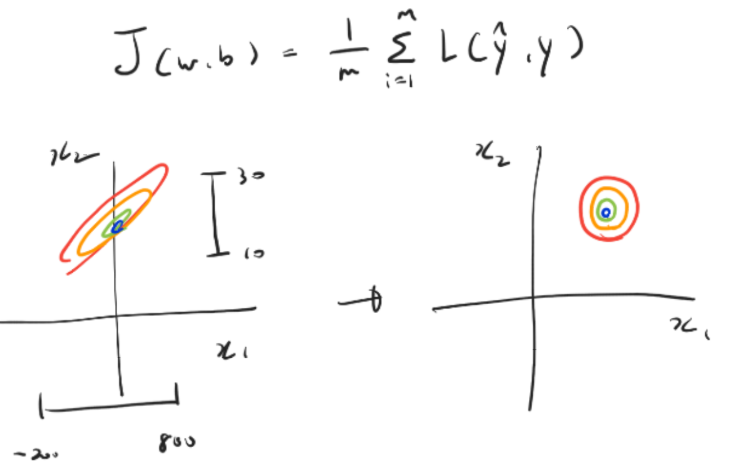 J(w.b) = 1/m Σ_{i=1}^{m} L(ŷ,y)
x₂
30
10
x₁
-200
800
x₂
x₁